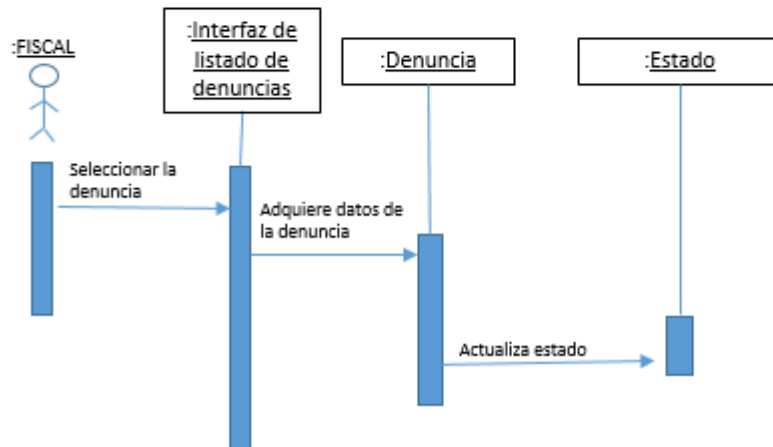 :FISCAL
:Interfaz de
listado de
denuncias
:Denuncia
:Estado
Seleccionar la
denuncia
Adquiere datos de
la denuncia
Actualiza estado